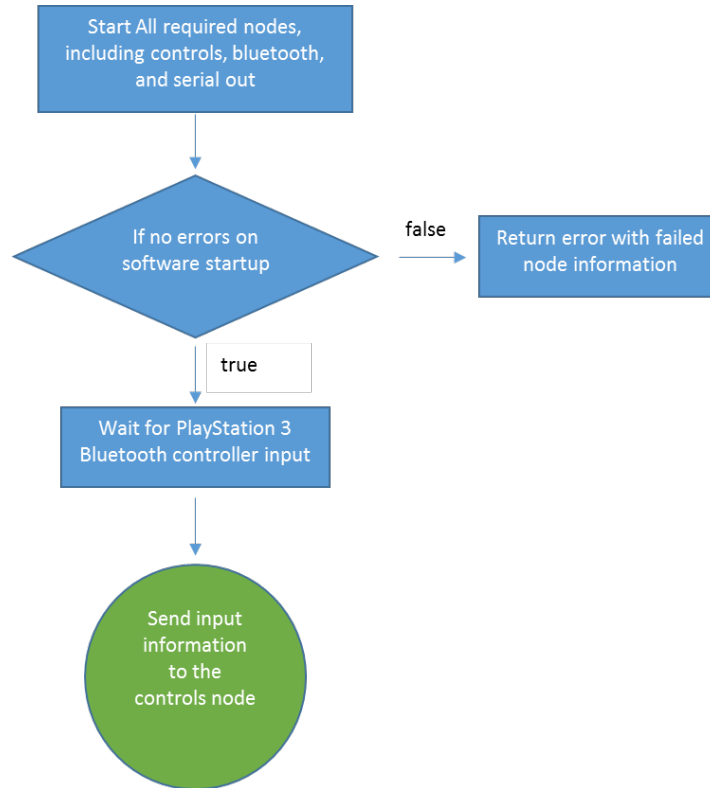 Start All required nodes,
including controls, bluetooth,
and serial out
If no errors on
software startup
false
Return error with failed
node information
true
Wait for PlayStation 3
Bluetooth controller input
Send input
information
to the
controls node